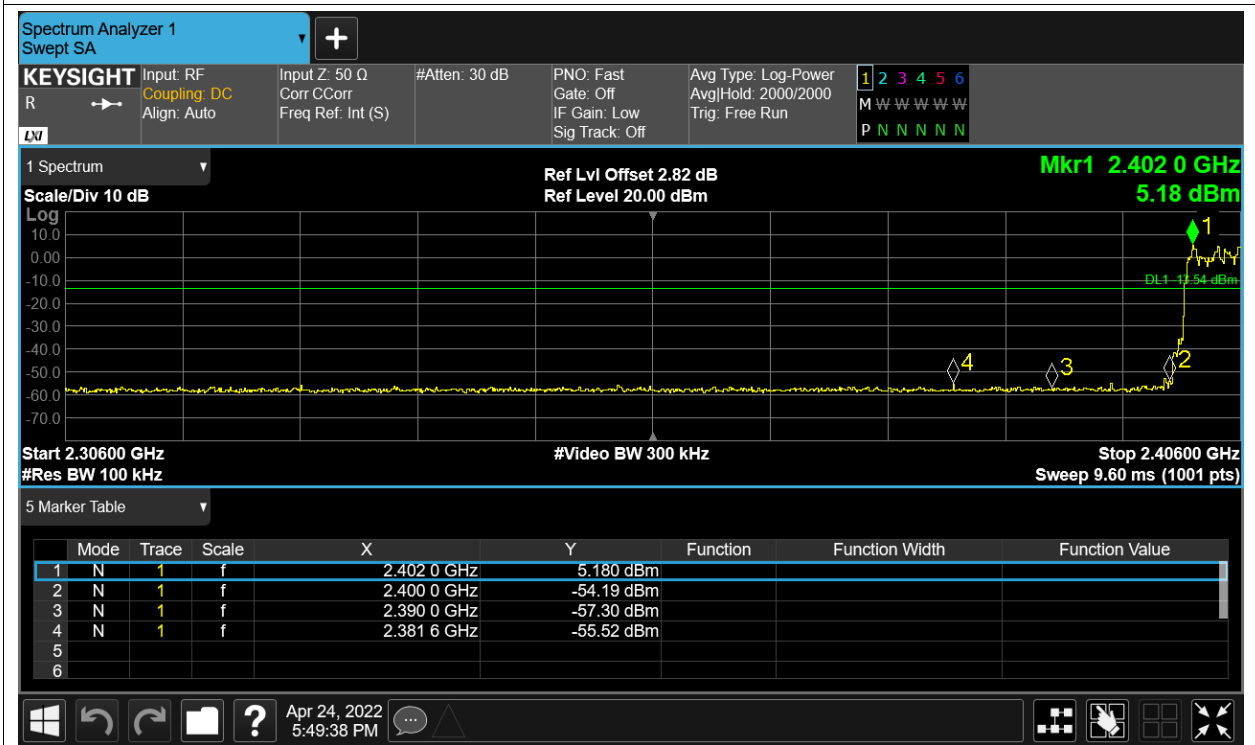 Spectrum Analyzer 1
Swept SA
KEYSIGHT Input: RF Input Z: 50 Ω #Atten: 30 dB PNO: Fast Avg Type: Log-Power 1 2 3 4 5 6
R Coupling: DC Corr CCorr Gate: Off Avg|Hold: 2000/2000 M W W W W W
Align: Auto Freq Ref: Int (S) IF Gain: Low Trig: Free Run
LXI Sig Track: Off P N N N N N
1 Spectrum Ref Lvl Offset 2.82 dB Mkr1 2.402 0 GHz
Scale/Div 10 dB Ref Level 20.00 dBm 5.18 dBm
Log
10.0 1
0.00
-10.0 DL1 -13.54 dBm
-20.0
-30.0
-40.0
-50.0 4 3 2
-60.0
-70.0
Start 2.30600 GHz #Video BW 300 kHz Stop 2.40600 GHz
#Res BW 100 kHz Sweep 9.60 ms (1001 pts)
5 Marker Table
Mode Trace Scale X Y Function Function Width Function Value
1 N 1 f 2.402 0 GHz 5.180 dBm
2 N 1 f 2.400 0 GHz -54.19 dBm
3 N 1 f 2.390 0 GHz -57.30 dBm
4 N 1 f 2.381 6 GHz -55.52 dBm
5
6
? Apr 24, 2022
5:49:38 PM